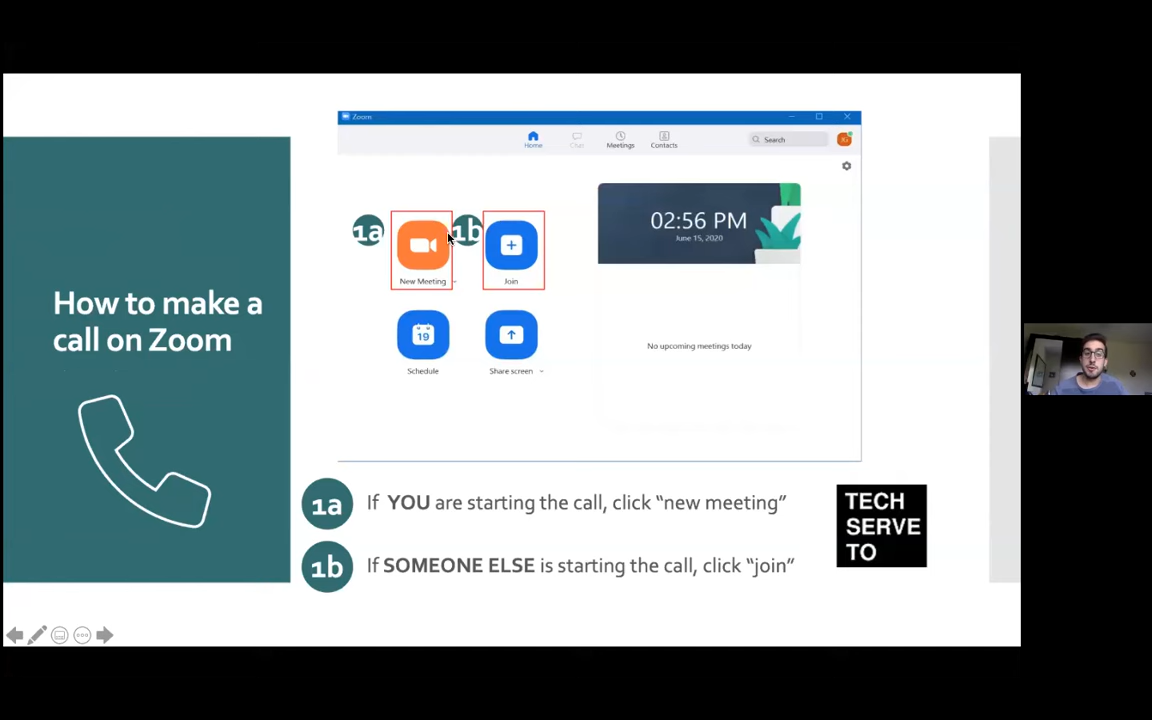 Zoom
Home
Chat
Meetings
Contacts
Search
1a
1b
02:56 PM
June 15, 2020
New Meeting
Join
19
No upcoming meetings today
Schedule
Share screen
How to make a
call on Zoom
1a If YOU are starting the call, click “new meeting”
1b If SOMEONE ELSE is starting the call, click “join”
TECH
SERVE
TO